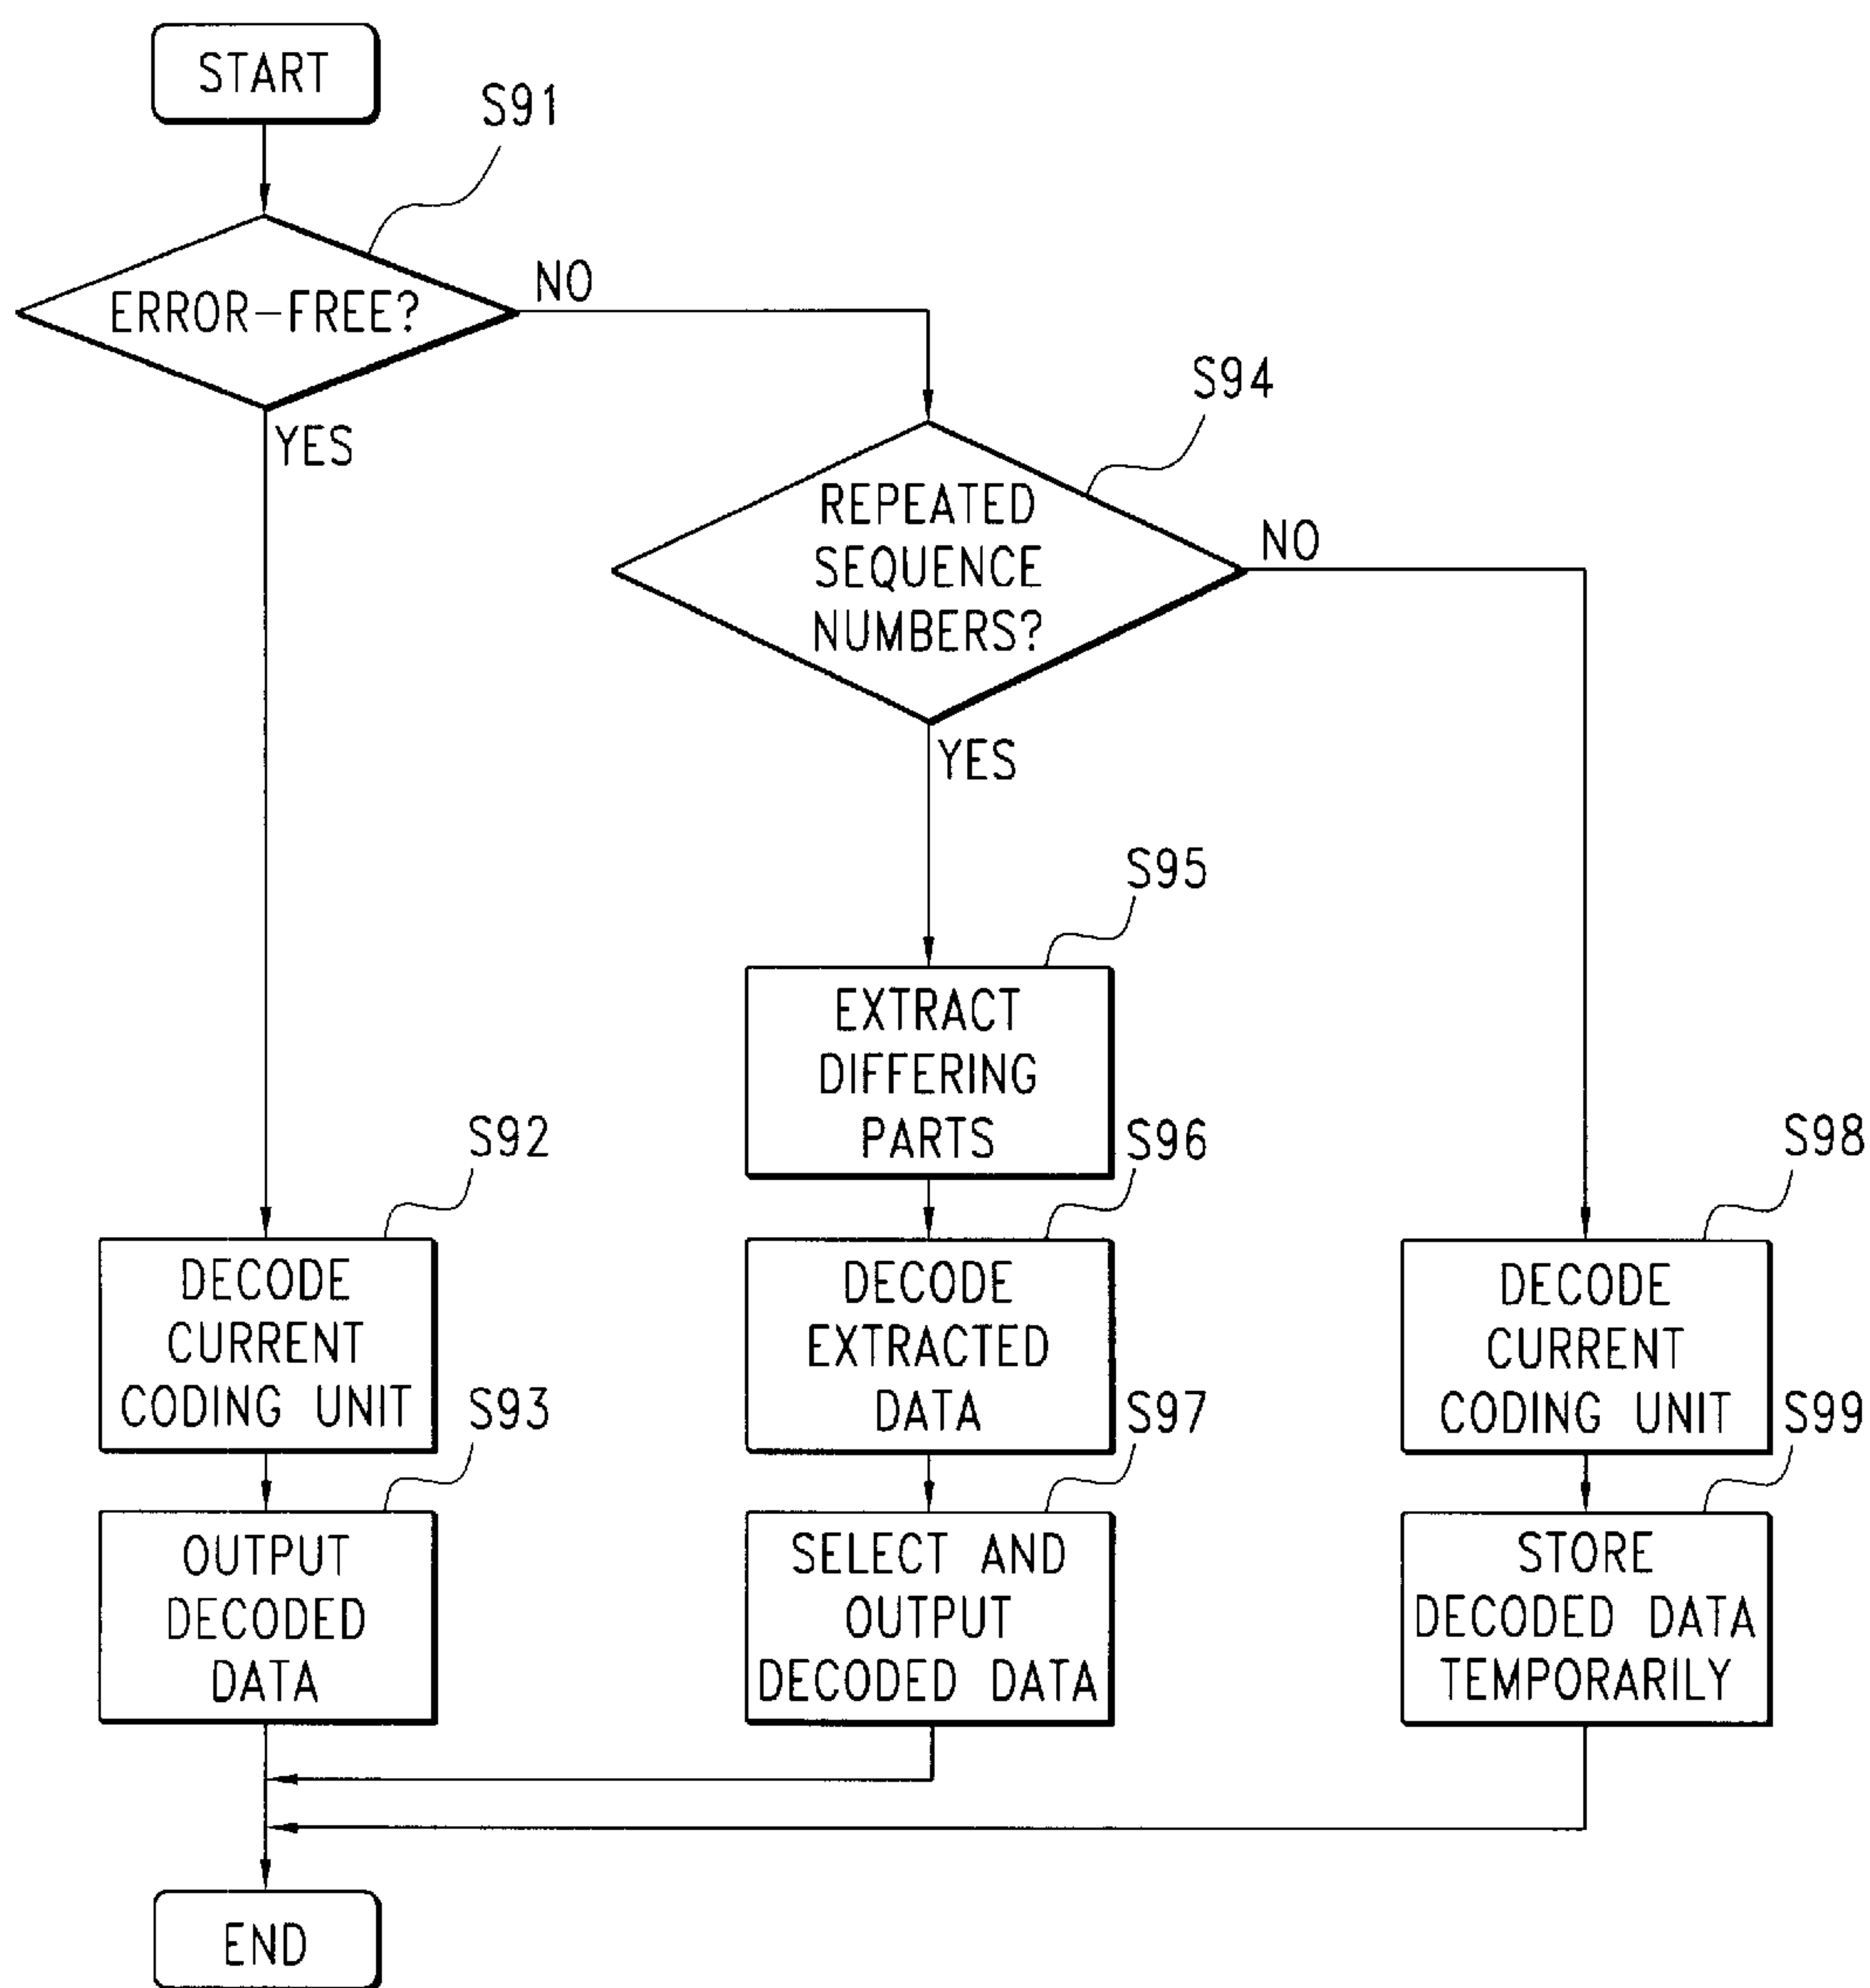 START
S91
ERROR-FREE?
NO
YES
S94
REPEATED
SEQUENCE
NUMBERS?
NO
YES
S95
EXTRACT
DIFFERING
PARTS
S92
DECODE
CURRENT
CODING UNIT
S96
DECODE
EXTRACTED
DATA
S98
DECODE
CURRENT
CODING UNIT
S93
OUTPUT
DECODED
DATA
S97
SELECT AND
OUTPUT
DECODED DATA
S99
STORE
DECODED DATA
TEMPORARILY
END